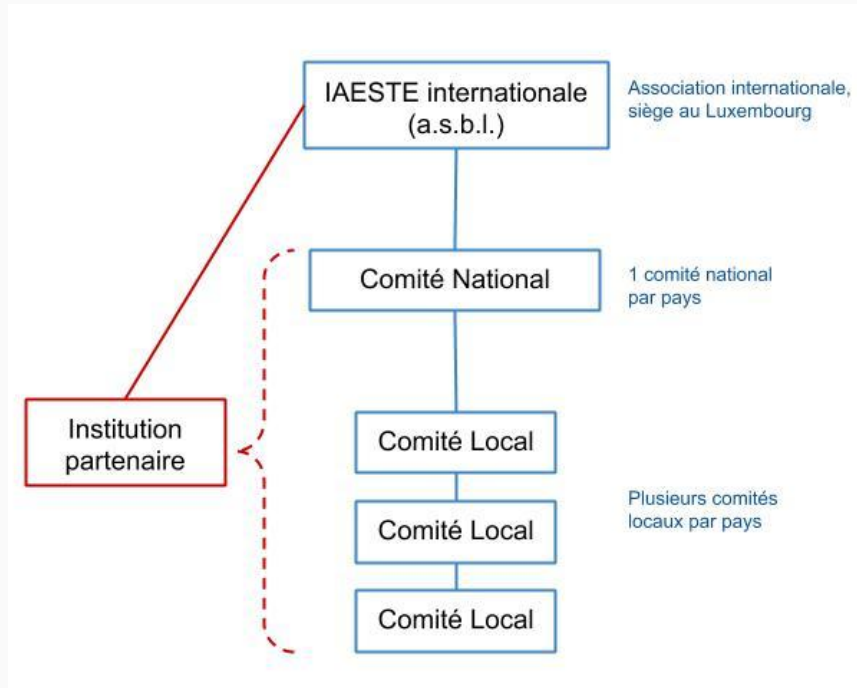 IAESTE internationale
(a.s.b.l.)
Association internationale,
siège au Luxembourg
Comité National
1 comité national
par pays
Institution
partenaire
Comité Local
Comité Local
Plusieurs comités
locaux par pays
Comité Local